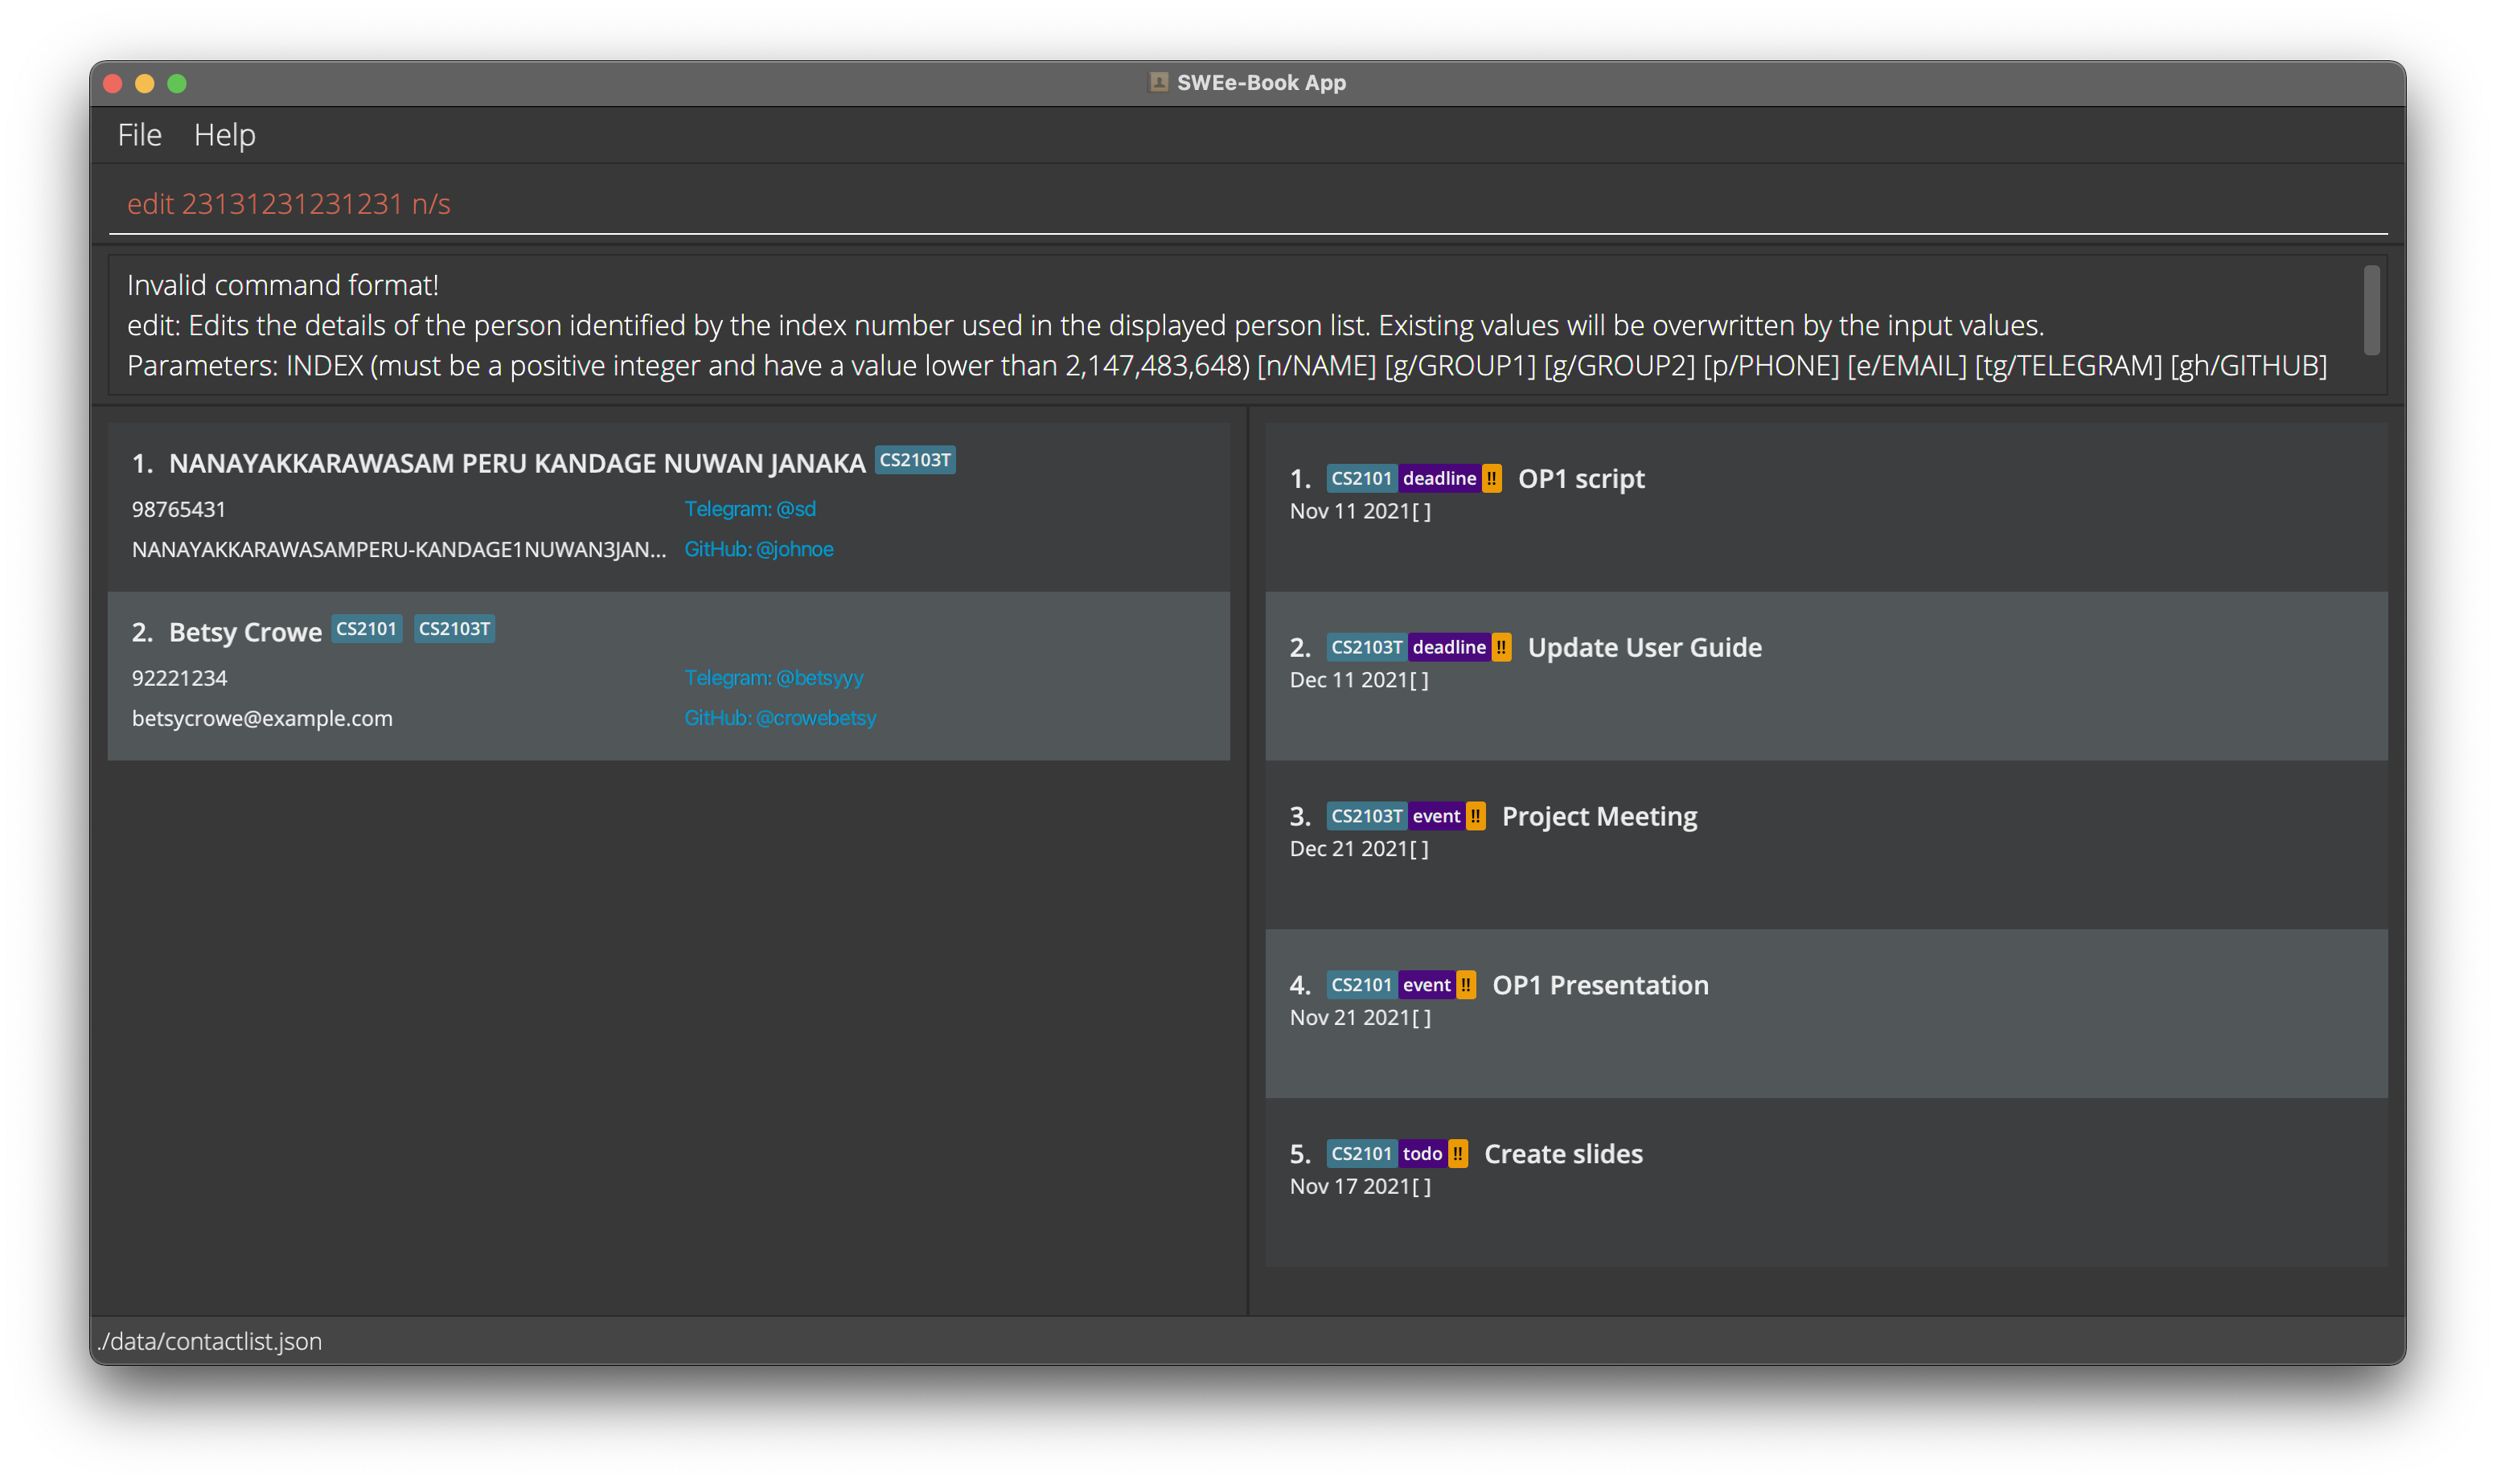 SWEe-Book App
File Help
edit 23131231231231 n/s
Invalid command format!
edit: Edits the details of the person identified by the index number used in the displayed person list. Existing values will be overwritten by the input values.
Parameters: INDEX (must be a positive integer and have a value lower than 2,147,483,648) [n/NAME] [g/GROUP1] [g/GROUP2] [p/PHONE] [e/EMAIL] [tg/TELEGRAM] [gh/GITHUB]
1. NANAYAKKARAWASAM PERU KANDAGE NUWAN JANAKA CS2103T
98765431 Telegram: @sd
NANAYAKKARAWASAMPERU-KANDAGE1NUWAN3JAN... GitHub: @johnoe
2. Betsy Crowe CS2101 CS2103T
92221234 Telegram: @betsyyy
betsycrowe@example.com GitHub: @crowebetsy
1. CS2101 deadline !! OP1 script
Nov 11 2021[ ]
2. CS2103T deadline !! Update User Guide
Dec 11 2021[ ]
3. CS2103T event !! Project Meeting
Dec 21 2021[ ]
4. CS2101 event !! OP1 Presentation
Nov 21 2021[ ]
5. CS2101 todo !! Create slides
Nov 17 2021[ ]
./data/contactlist.json